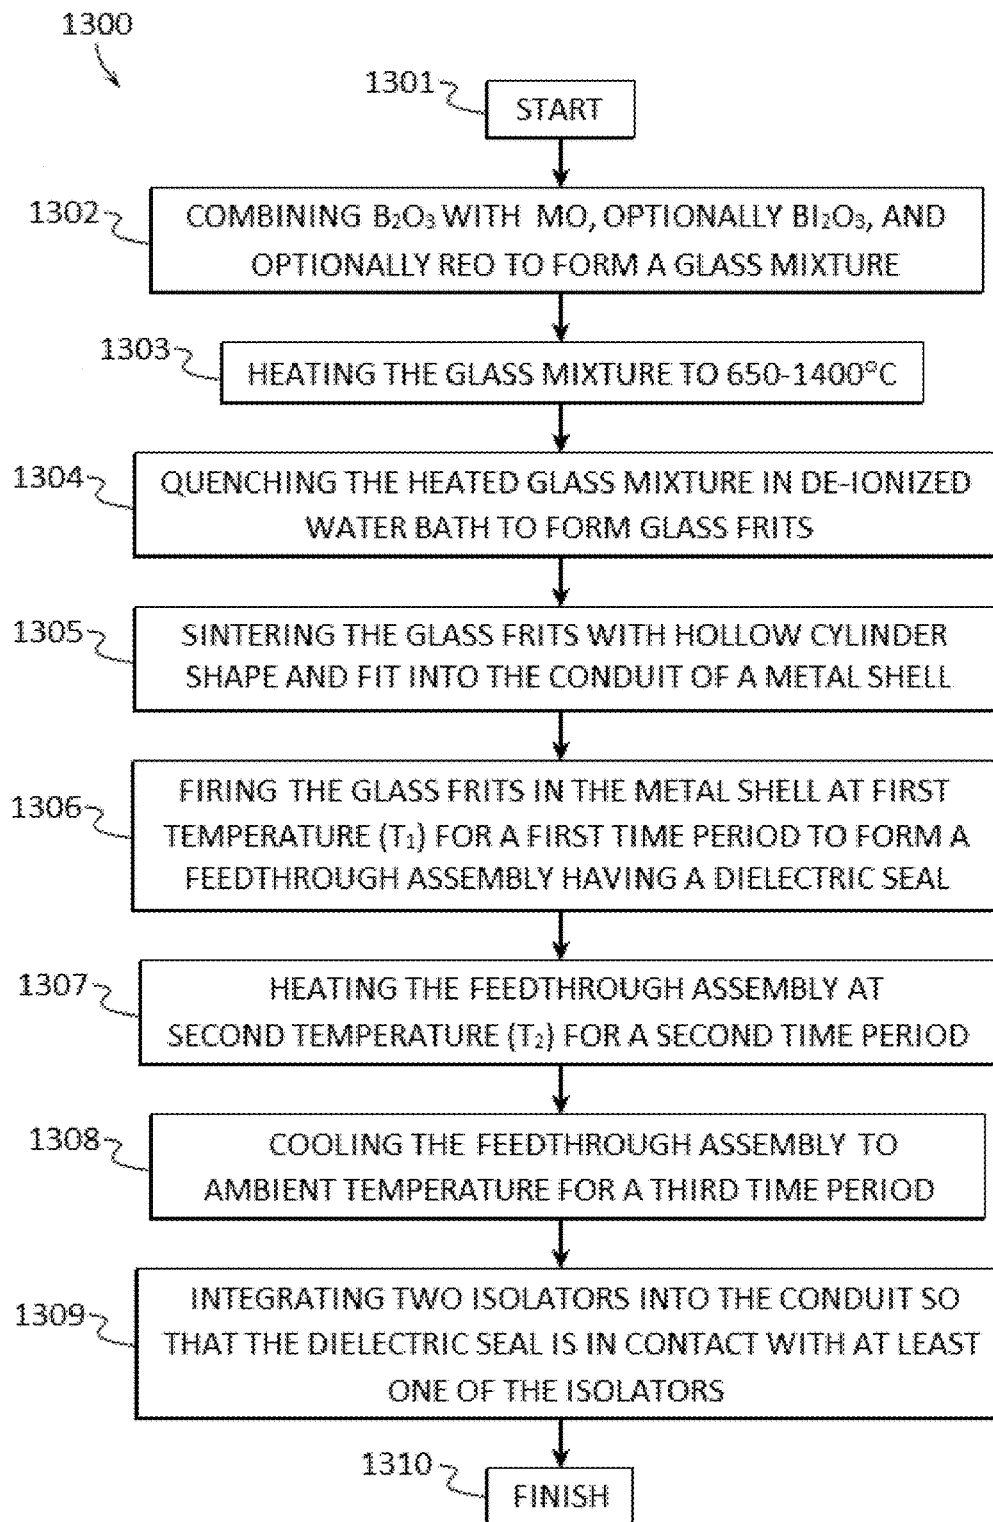 1300
1301
START
1302
COMBINING B₂O₃ WITH MO, OPTIONALLY BI₂O₃, AND
OPTIONALLY REO TO FORM A GLASS MIXTURE
1303
HEATING THE GLASS MIXTURE TO 650-1400°C
1304
QUENCHING THE HEATED GLASS MIXTURE IN DE-IONIZED
WATER BATH TO FORM GLASS FRITS
1305
SINTERING THE GLASS FRITS WITH HOLLOW CYLINDER
SHAPE AND FIT INTO THE CONDUIT OF A METAL SHELL
1306
FIRING THE GLASS FRITS IN THE METAL SHELL AT FIRST
TEMPERATURE (T₁) FOR A FIRST TIME PERIOD TO FORM A
FEEDTHROUGH ASSEMBLY HAVING A DIELECTRIC SEAL
1307
HEATING THE FEEDTHROUGH ASSEMBLY AT
SECOND TEMPERATURE (T₂) FOR A SECOND TIME PERIOD
1308
COOLING THE FEEDTHROUGH ASSEMBLY TO
AMBIENT TEMPERATURE FOR A THIRD TIME PERIOD
1309
INTEGRATING TWO ISOLATORS INTO THE CONDUIT SO
THAT THE DIELECTRIC SEAL IS IN CONTACT WITH AT LEAST
ONE OF THE ISOLATORS
1310
FINISH